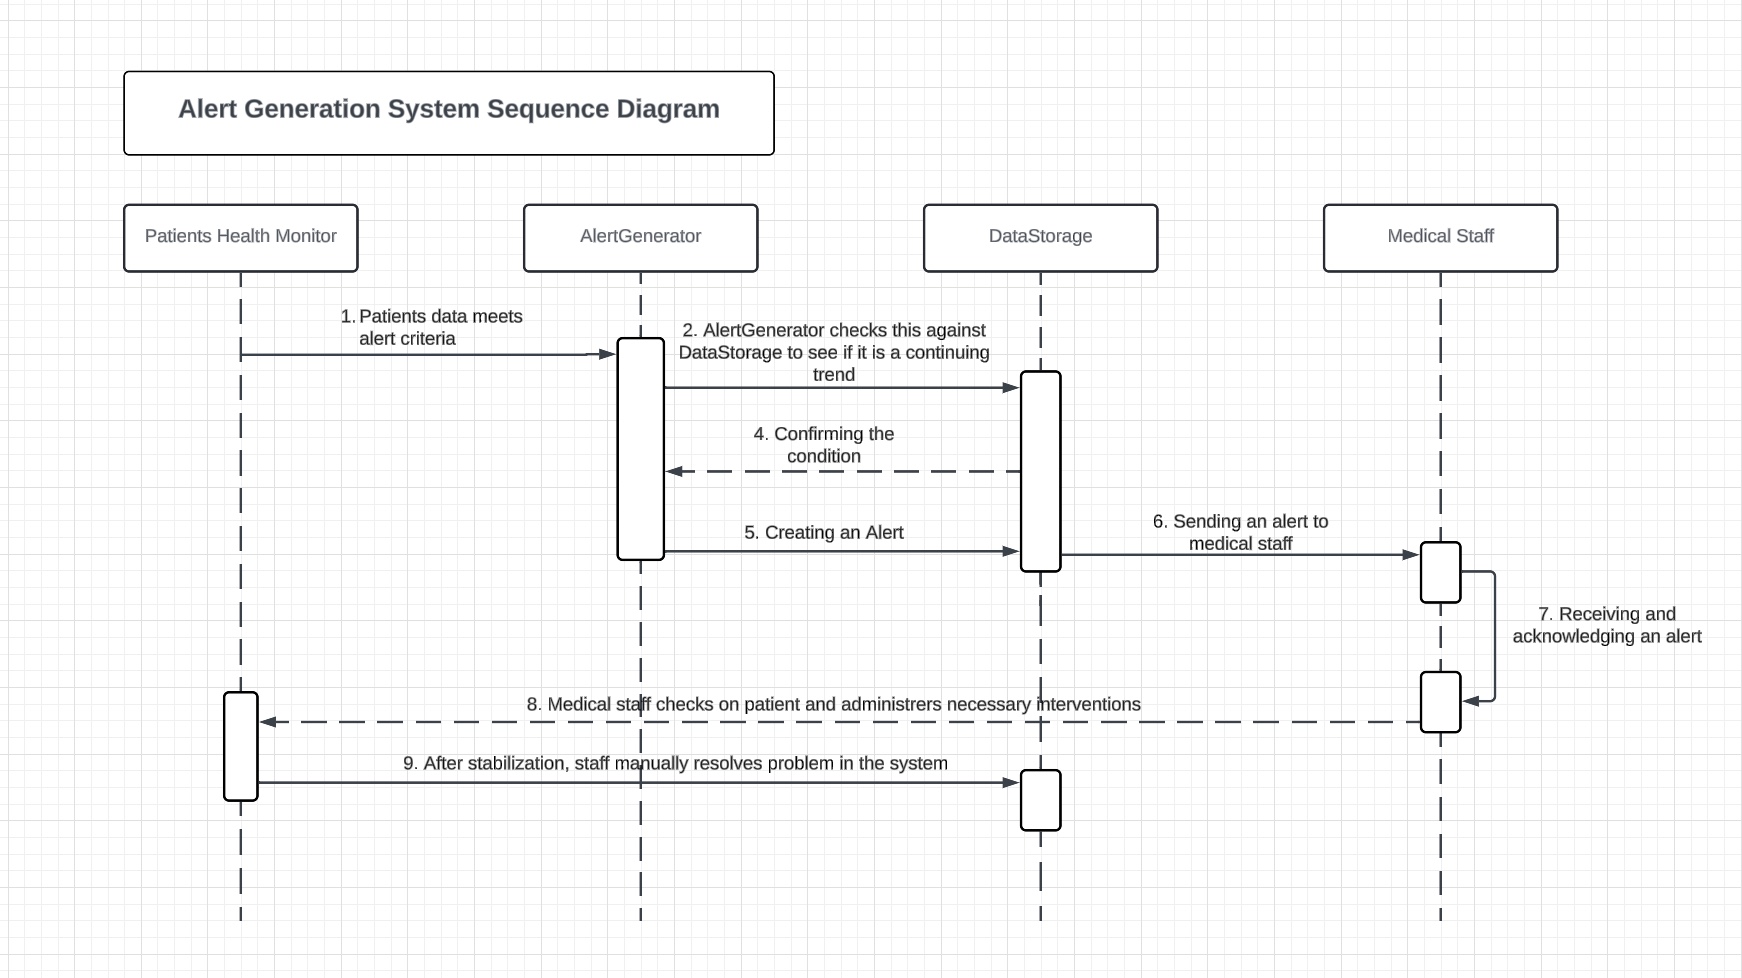 Alert Generation System Sequence Diagram
Patients Health Monitor
AlertGenerator
DataStorage
Medical Staff
1. Patients data meets
alert criteria
2. AlertGenerator checks this against
DataStorage to see if it is a continuing
trend
4. Confirming the
condition
5. Creating an Alert
6. Sending an alert to
medical staff
7. Receiving and
acknowledging an alert
8. Medical staff checks on patient and administrers necessary interventions
9. After stabilization, staff manually resolves problem in the system